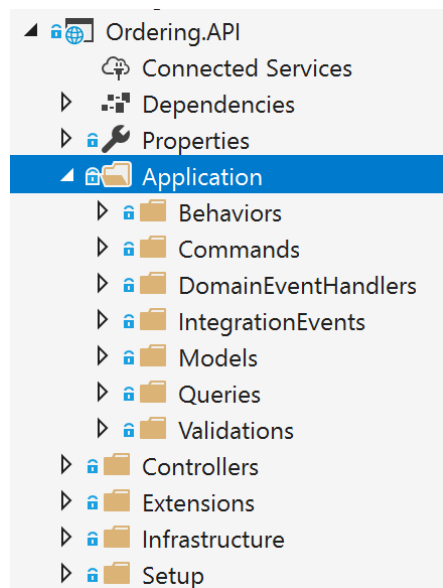 Ordering.API
Connected Services
Dependencies
Properties
Application
Behaviors
Commands
DomainEventHandlers
IntegrationEvents
Models
Queries
Validations
Controllers
Extensions
Infrastructure
Setup